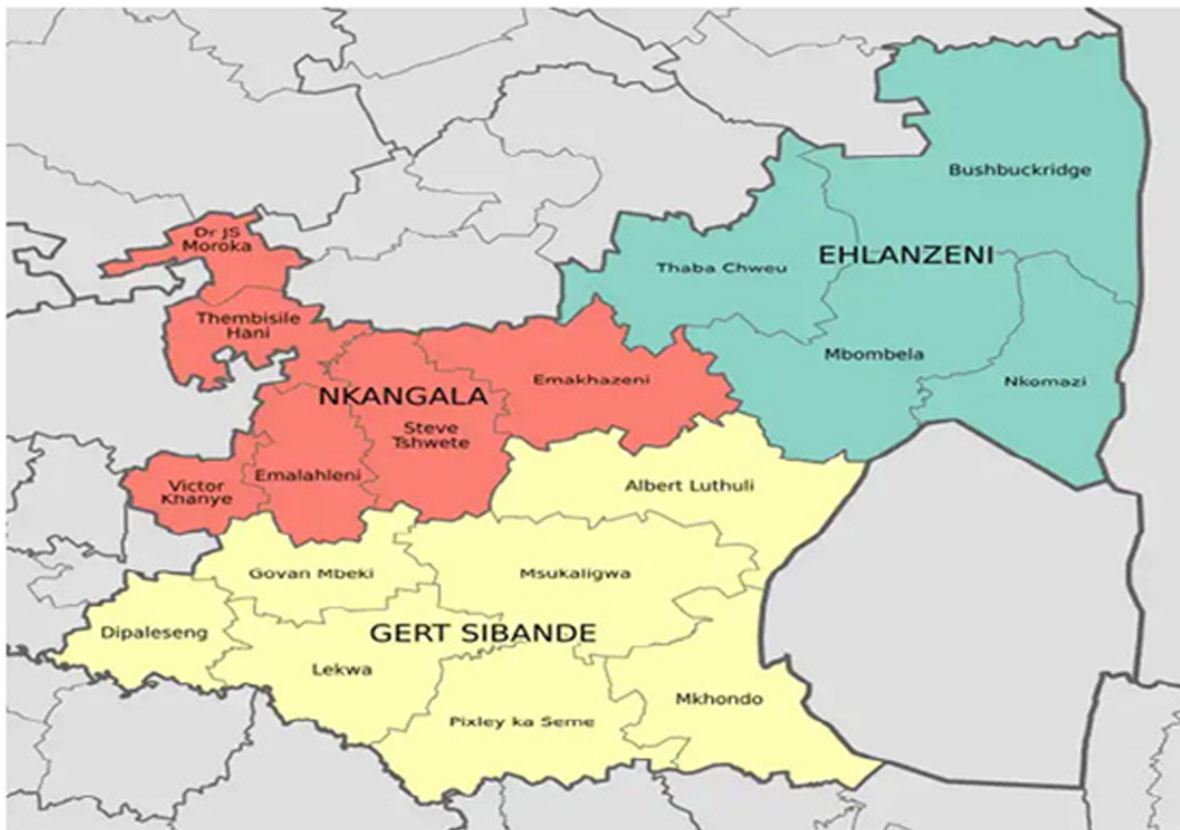 Bushbuckridge
Dr JS
Moroka
EHLANZENI
Thaba Chweu
Thembisile
Hani
Mbombela
Emakhazeni
Nkomazi
NKANGALA
Steve
Tshwete
Emalahleni
Victor
Khanye
Albert Luthuli
Govan Mbeki
Msukaligwa
Dipaleseng
GERT SIBANDE
Lekwa
Mkhondo
Pixley ka Seme